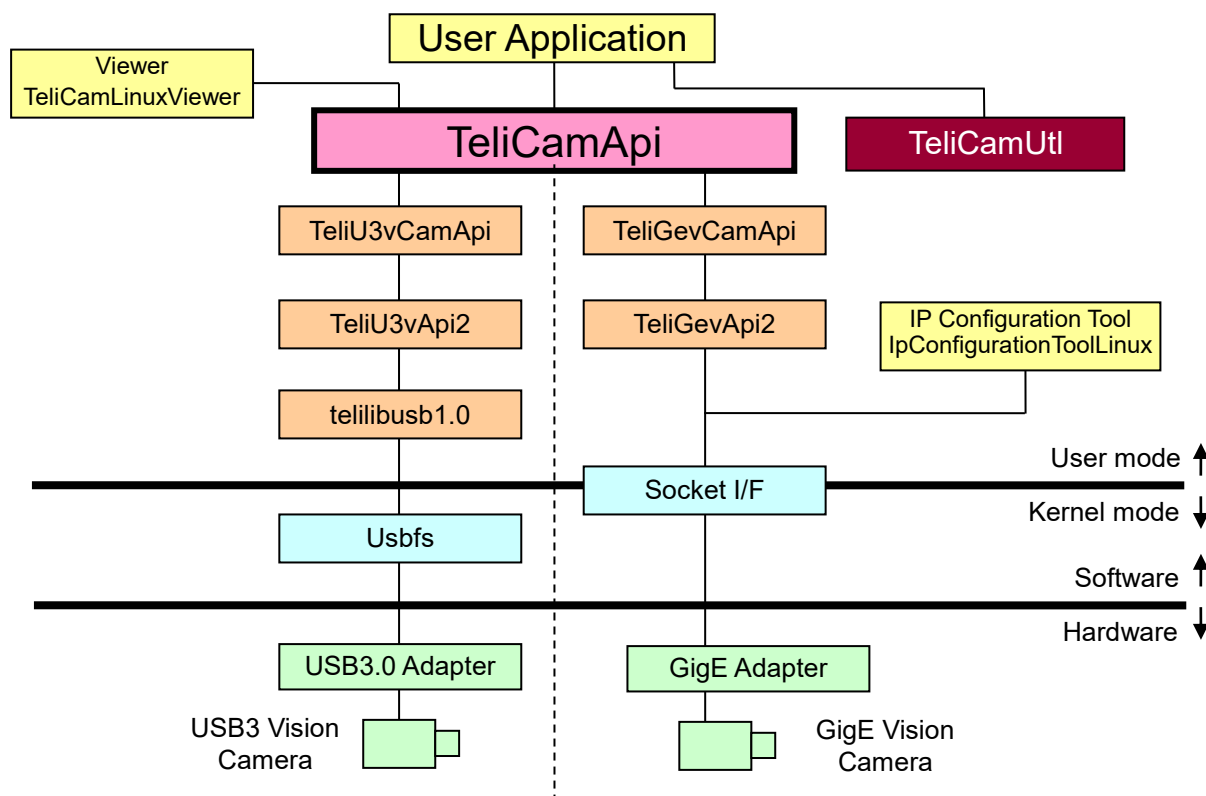 User Application
Viewer
TeliCamLinuxViewer
TeliCamApi
TeliCamUtl
TeliU3vCamApi
TeliGevCamApi
TeliU3vApi2
TeliGevApi2
IP Configuration Tool
IpConfigurationToolLinux
telilibusb1.0
User mode
Socket I/F
Kernel mode
Usbfs
Software
Hardware
USB3.0 Adapter
GigE Adapter
USB3 Vision
Camera
GigE Vision
Camera